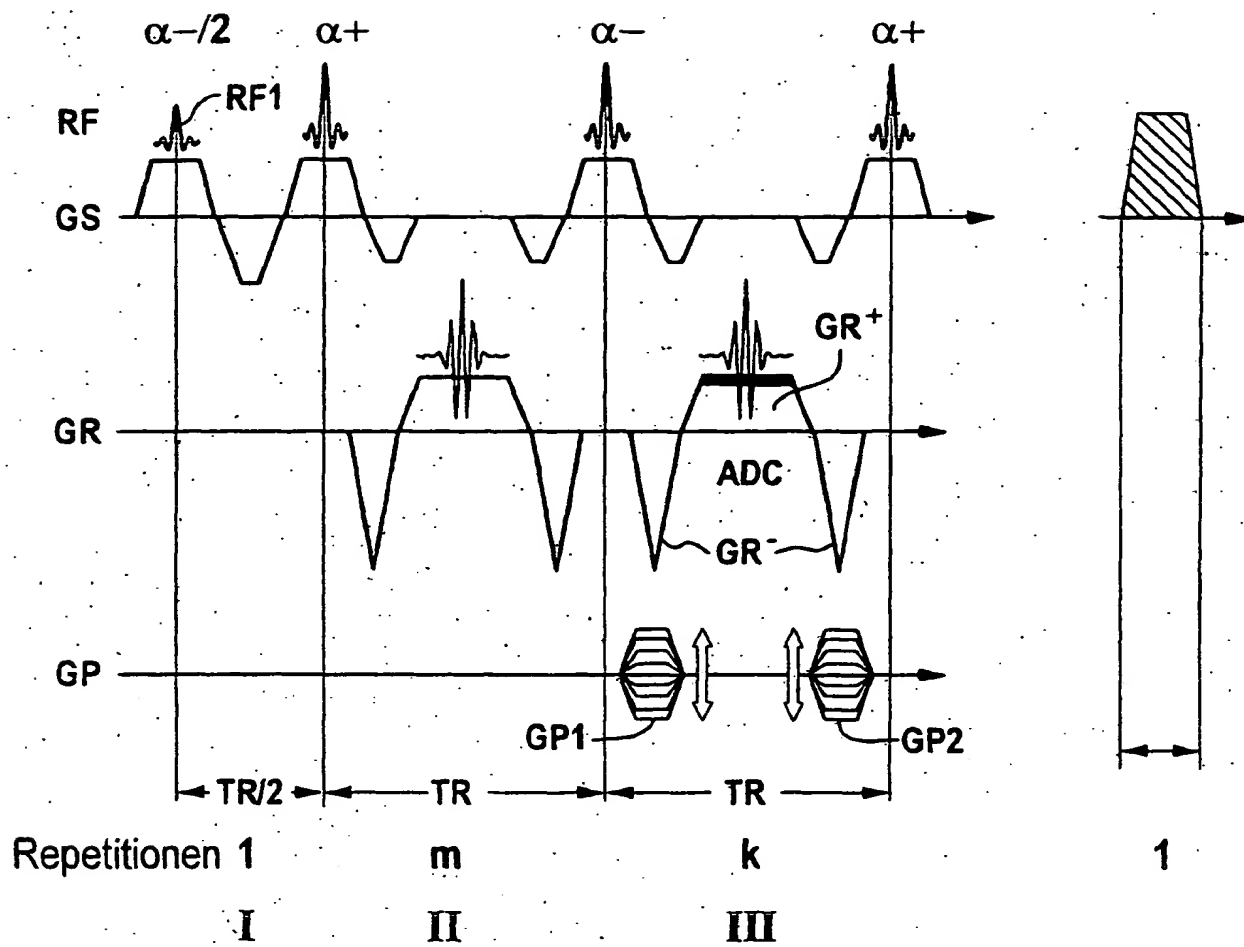 α−/2 α+ α− α+
RF RF1
GS
GR⁺
GR
ADC
GR⁻
GP
GP1 GP2
TR/2 TR TR
Repetitionen 1 m k 1
I II III